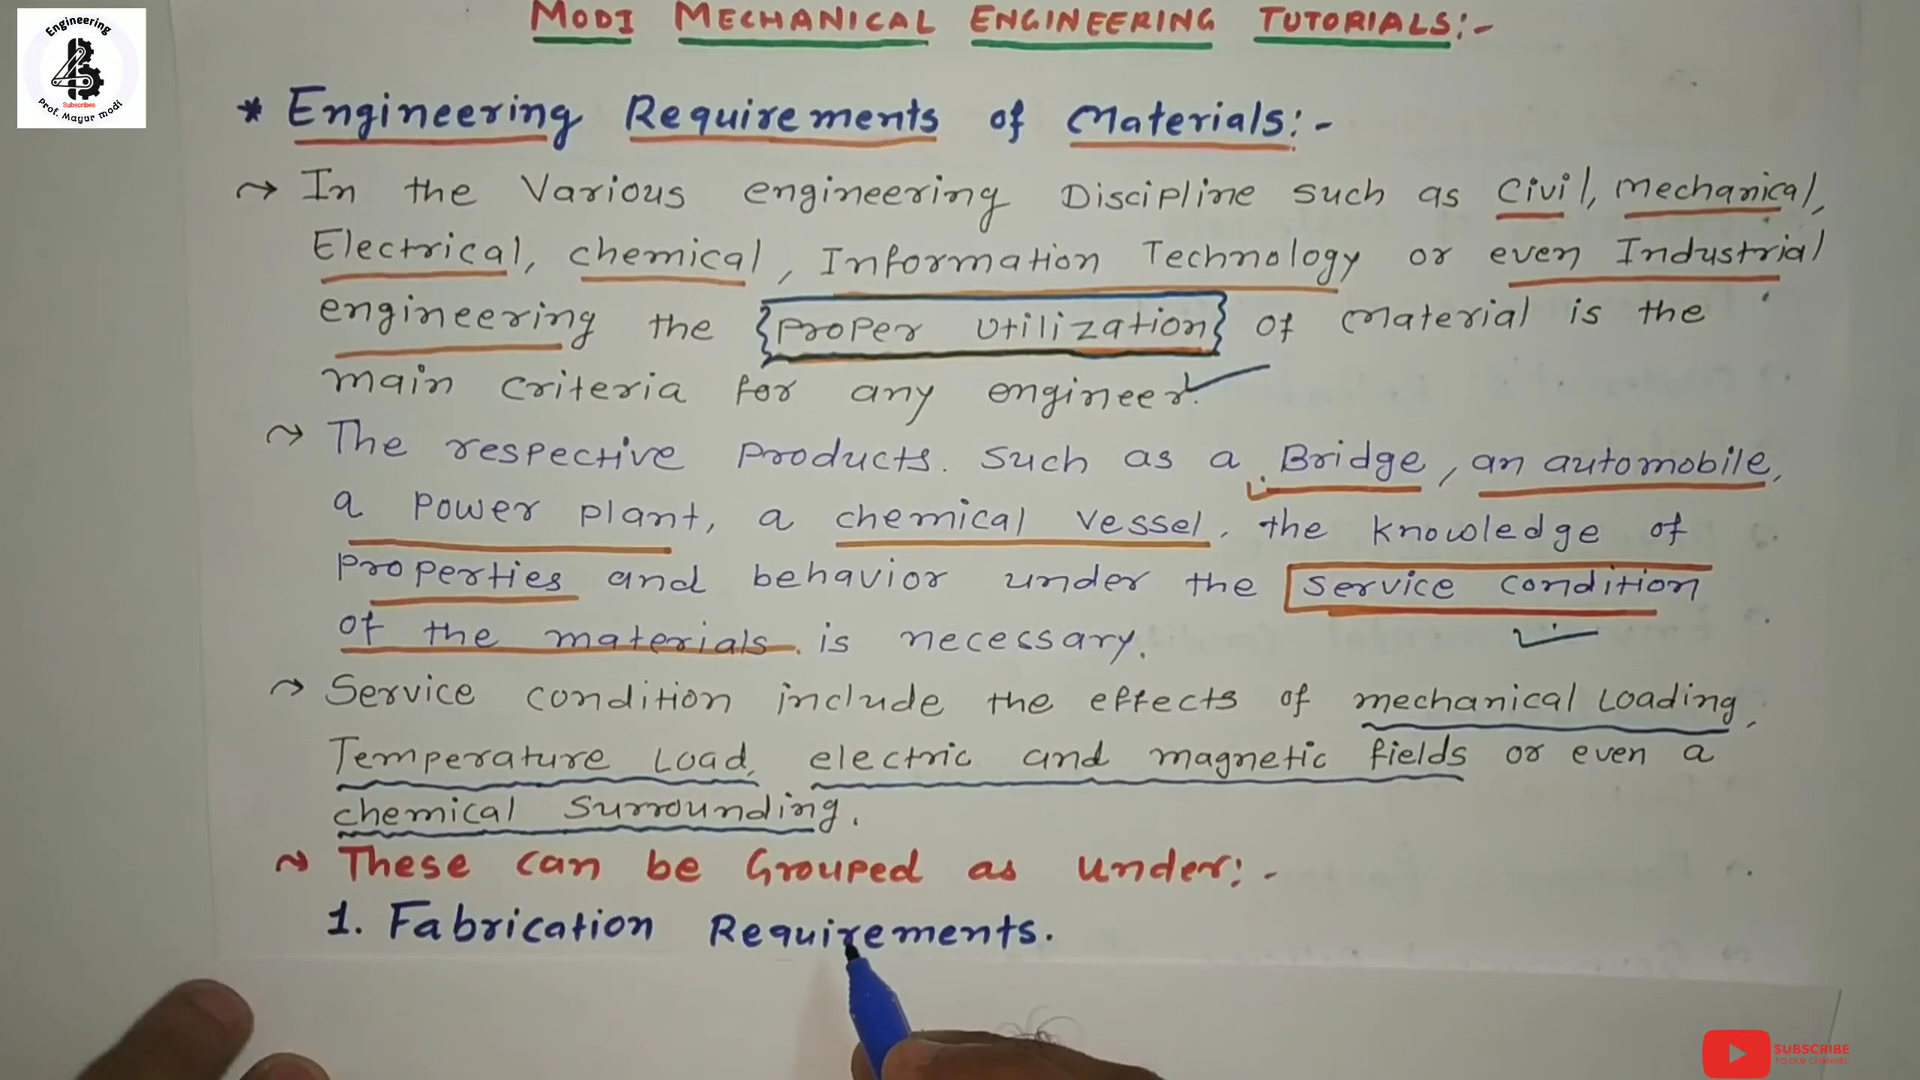 Engineering
Subscribes
Prof. Mayur modi
MODI MECHANICAL ENGINEERING TUTORIALS:-
* Engineering Requirements of Materials:-
→ In the Various engineering Discipline such as Civil, Mechanical,
Electrical, chemical, Information Technology or even Industrial
engineering the {Proper Utilization} of material is the
main criteria for any engineer.
→ The respective Products. Such as a Bridge, an automobile,
a power plant, a chemical vessel. the knowledge of
Properties and behavior under the service condition
of the materials. is necessary.
→ Service condition include the effects of mechanical Loading,
Temperature Load, electric and magnetic fields or even a
chemical Surrounding.
→ These can be Grouped as under:-
1. Fabrication Requirements.
SUBSCRIBE
TO OUR CHANNEL